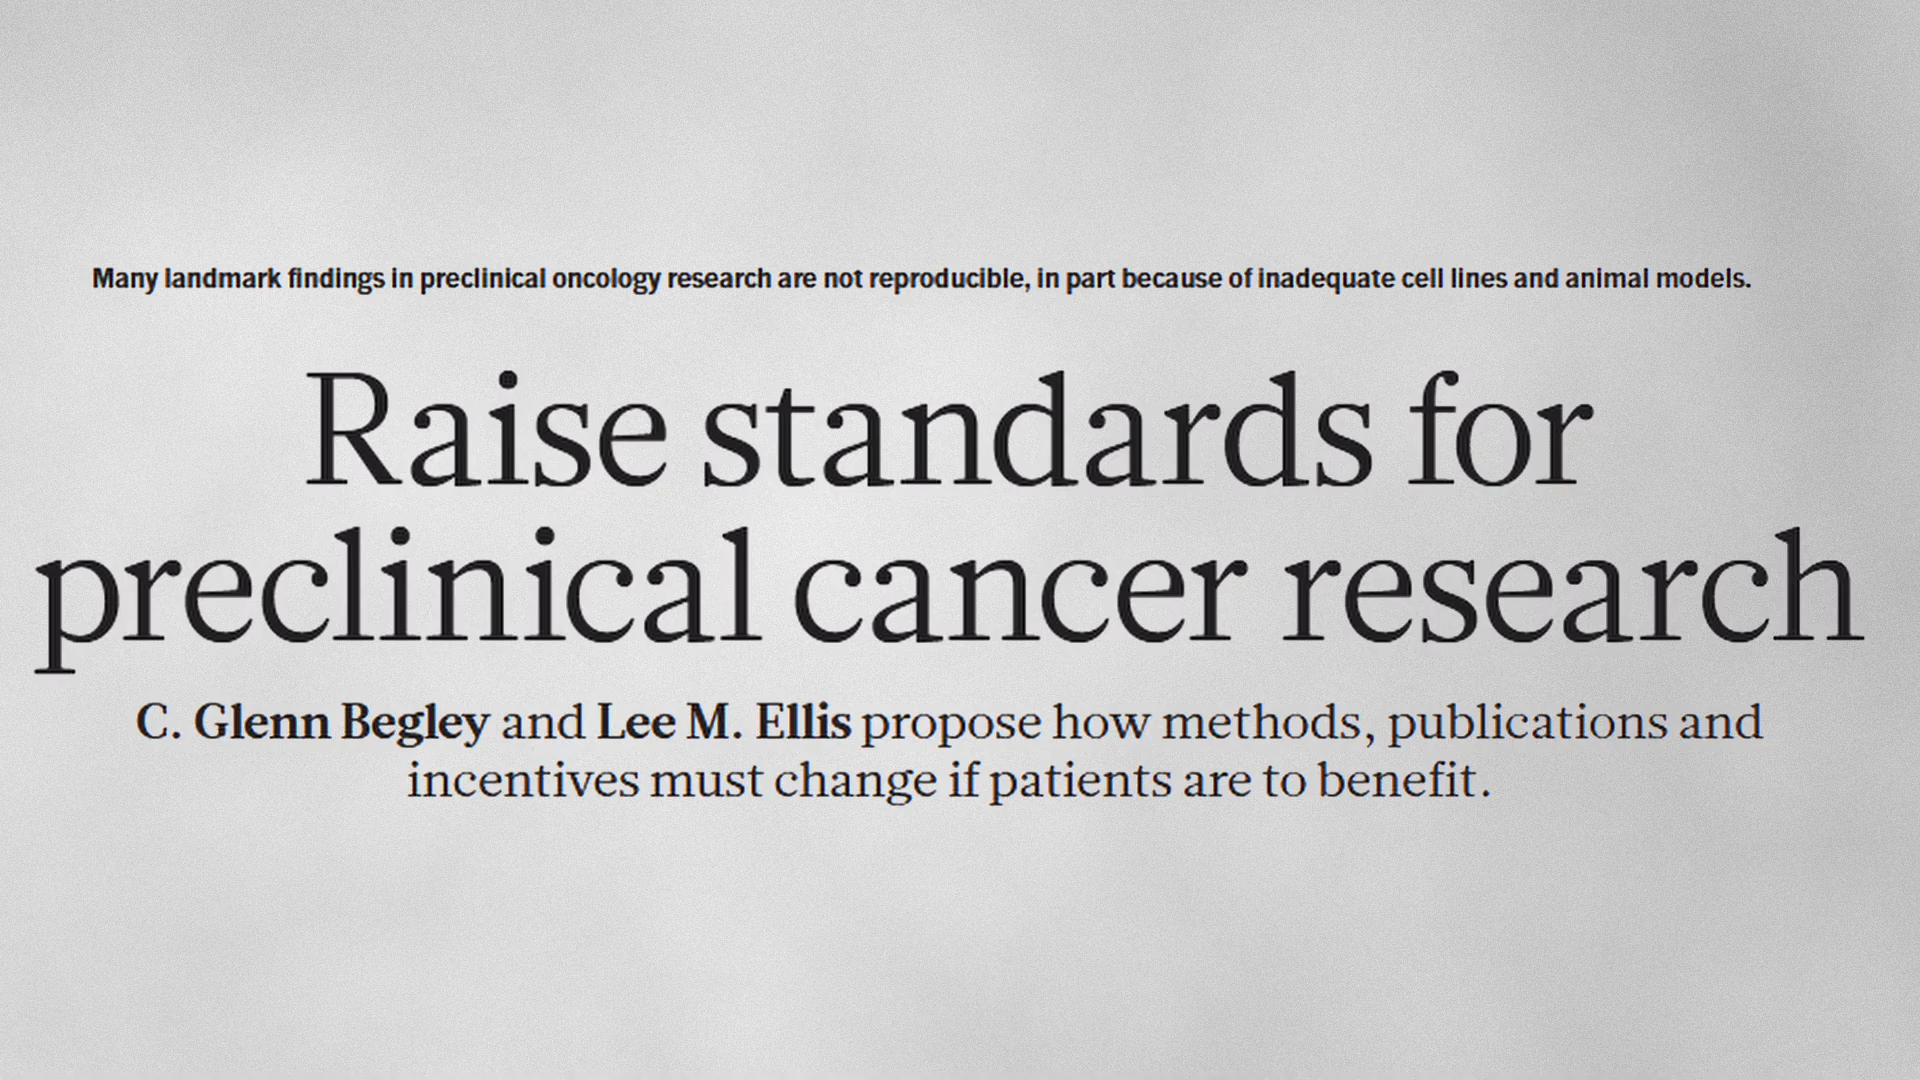 Many landmark findings in preclinical oncology research are not reproducible, in part because of inadequate cell lines and animal models.
Raise standards for
preclinical cancer research
C. Glenn Begley and Lee M. Ellis propose how methods, publications and
incentives must change if patients are to benefit.